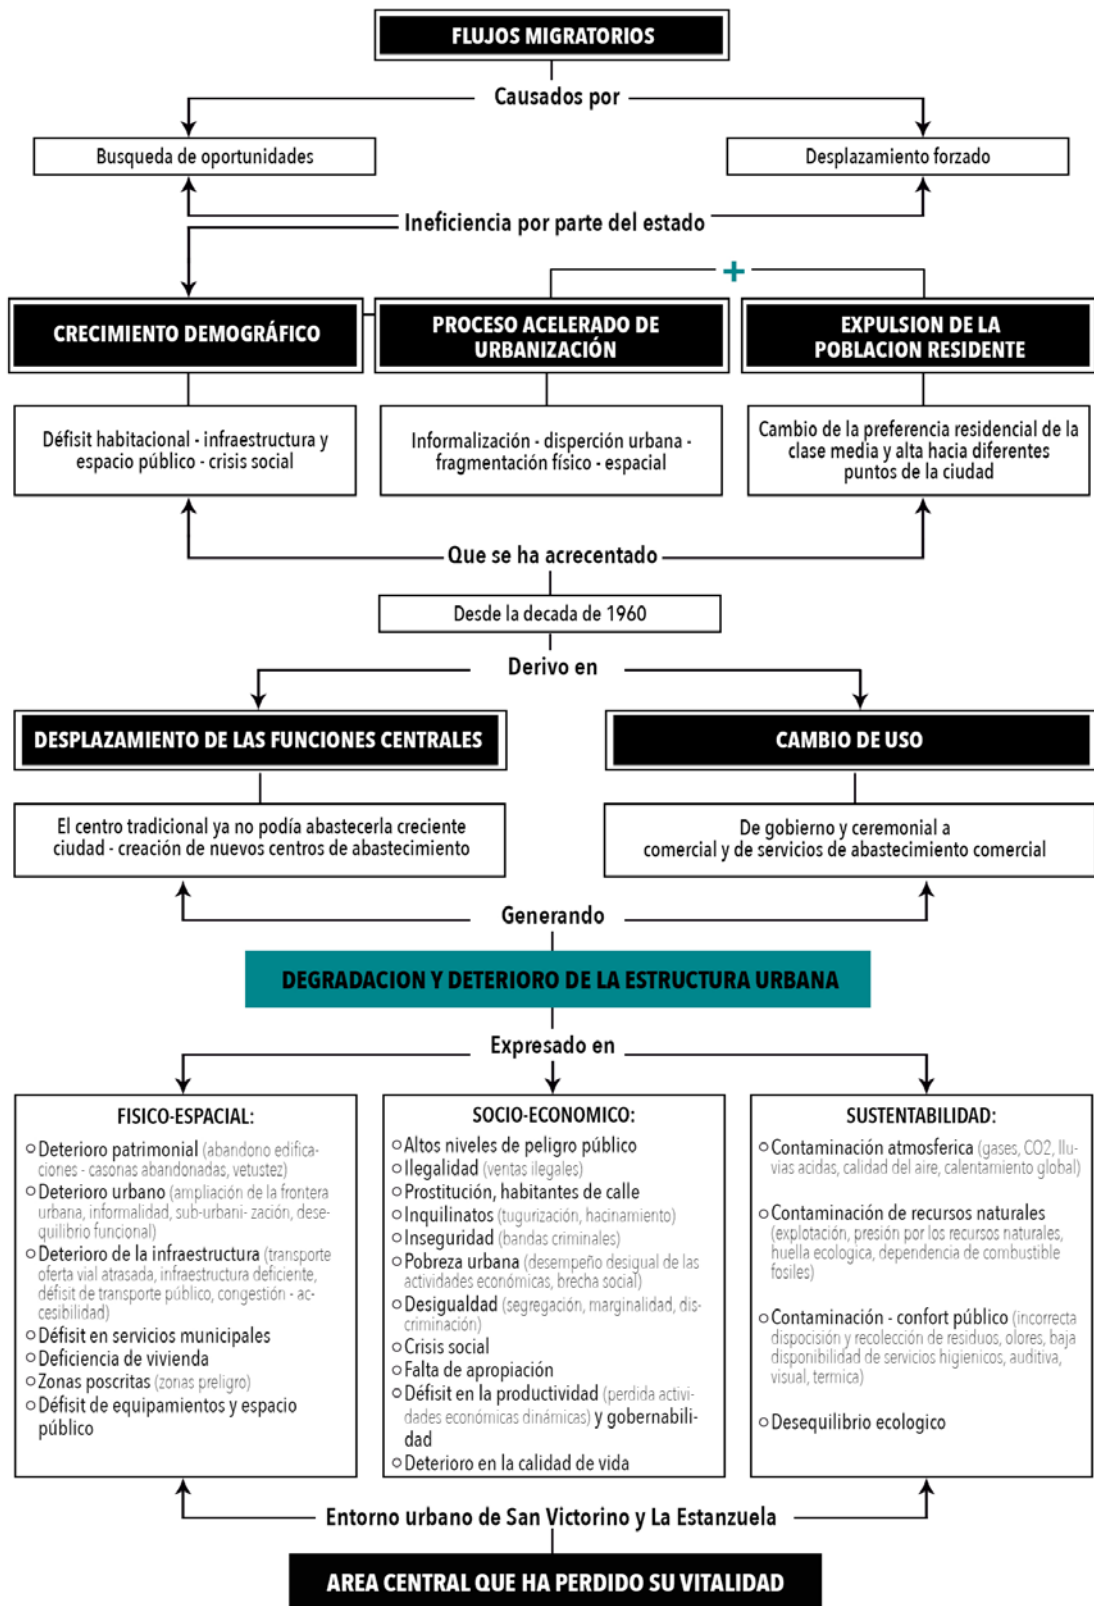 FLUJOS MIGRATORIOS
Causados por
Busqueda de oportunidades
Desplazamiento forzado
Ineficiencia por parte del estado
+
CRECIMIENTO DEMOGRÁFICO
PROCESO ACELERADO DE
URBANIZACIÓN
EXPULSION DE LA
POBLACION RESIDENTE
Défisit habitacional - infraestructura y
espacio público - crisis social
Informalización - disperción urbana -
fragmentación físico - espacial
Cambio de la preferencia residencial de la
clase media y alta hacia diferentes
puntos de la ciudad
Que se ha acrecentado
Desde la decada de 1960
Derivo en
DESPLAZAMIENTO DE LAS FUNCIONES CENTRALES
CAMBIO DE USO
El centro tradicional ya no podía abastecerla creciente
ciudad - creación de nuevos centros de abastecimiento
De gobierno y ceremonial a
comercial y de servicios de abastecimiento comercial
Generando
DEGRADACION Y DETERIORO DE LA ESTRUCTURA URBANA
Expresado en
FISICO-ESPACIAL:
Deterioro patrimonial (abandono edifica-
ciones - casonas abandonadas, vetustez)
Deterioro urbano (ampliación de la frontera
urbana, informalidad, sub-urbani- zación, dese-
quilibrio funcional)
Deterioro de la infraestructura (transporte
oferta vial atrasada, infraestructura deficiente,
défisit de transporte público, congestión - ac-
cesibilidad)
Défisit en servicios municipales
Deficiencia de vivienda
Zonas poscritas (zonas preligro)
Défisit de equipamientos y espacio
público
SOCIO-ECONOMICO:
Altos niveles de peligro público
Ilegalidad (ventas ilegales)
Prostitución, habitantes de calle
Inquilinatos (tugurización, hacinamiento)
Inseguridad (bandas criminales)
Pobreza urbana (desempeño desigual de las
actividades económicas, brecha social)
Desigualdad (segregación, marginalidad, dis-
criminación)
Crisis social
Falta de apropiación
Défisit en la productividad (perdida activi-
dades económicas dinámicas) y gobernabili-
dad
Deterioro en la calidad de vida
SUSTENTABILIDAD:
Contaminación atmosferica (gases, CO2, llu-
vias acidas, calidad del aire, calentamiento global)
Contaminación de recursos naturales
(explotación, presión por los recursos naturales,
huella ecologica, dependencia de combustible
fosiles)
Contaminación - confort público (incorrecta
disposición y recolección de residuos, olores, baja
disponibilidad de servicios higienicos, auditiva,
visual, termica)
Desequilibrio ecologico
Entorno urbano de San Victorino y La Estanzuela
AREA CENTRAL QUE HA PERDIDO SU VITALIDAD